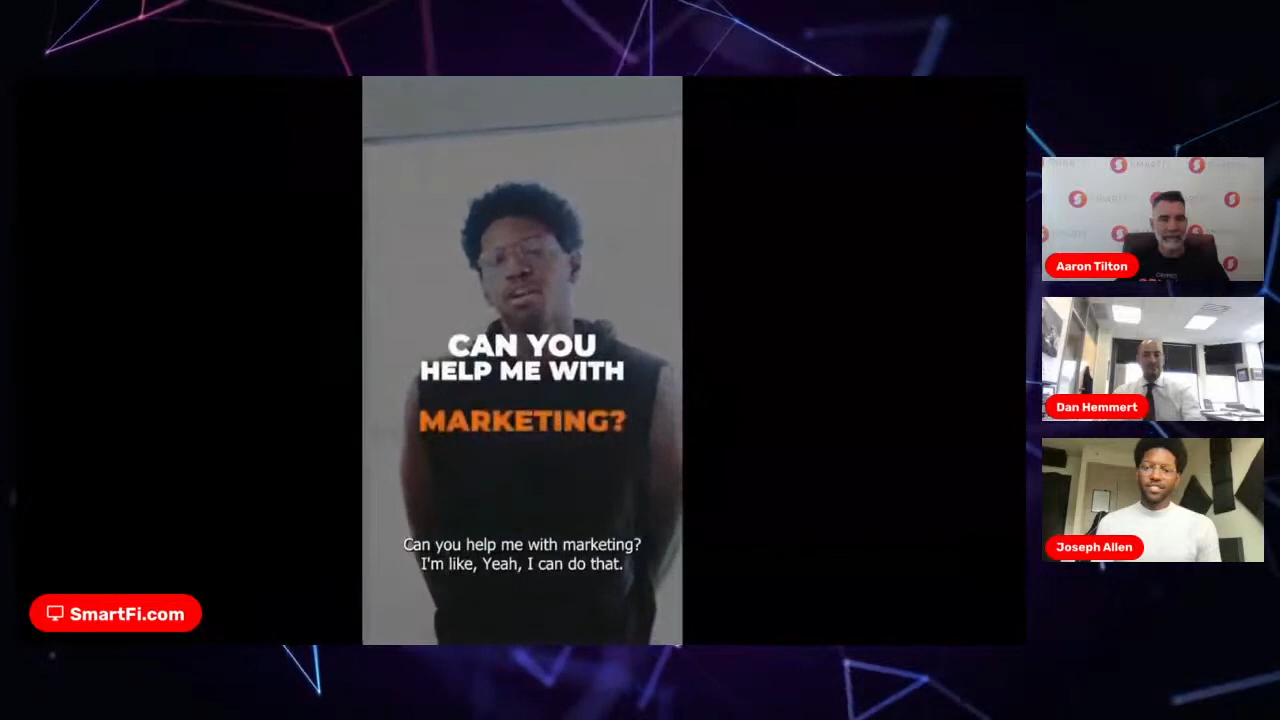 CAN YOU
HELP ME WITH
MARKETING?
Can you help me with marketing?
I'm like, Yeah, I can do that.
SmartFi.com
Aaron Tilton
Dan Hemmert
Joseph Allen